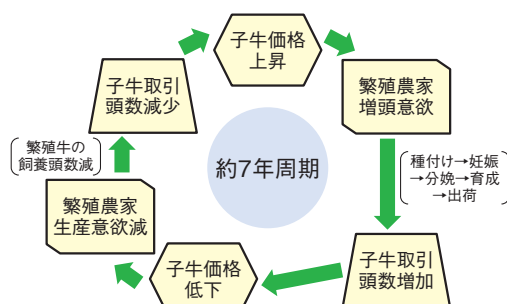 子牛価格
上昇
繁殖農家
増頭意欲
種付け→妊娠
→分娩→育成
→出荷
子牛取引
頭数増加
子牛価格
低下
繁殖農家
生産意欲減
繁殖牛の
飼養頭数減
子牛取引
頭数減少
約7年周期